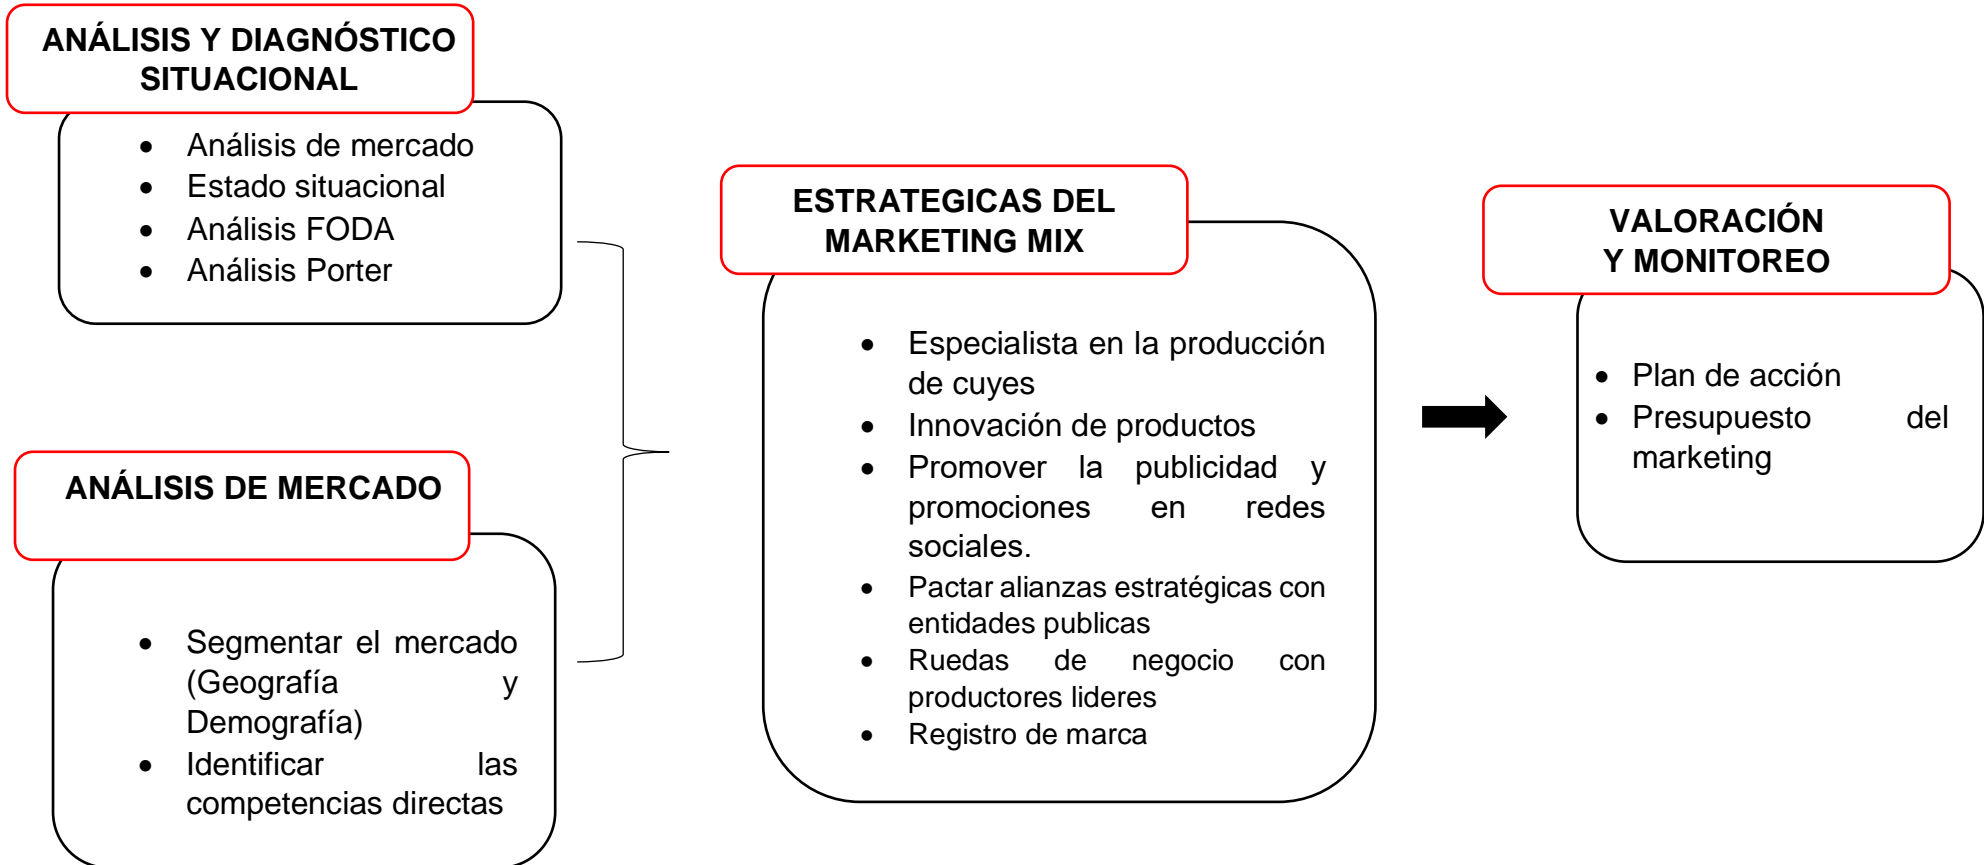 ANÁLISIS Y DIAGNÓSTICO
SITUACIONAL
• Análisis de mercado
• Estado situacional
• Análisis FODA
• Análisis Porter
ANÁLISIS DE MERCADO
• Segmentar el mercado
(Geografía y
Demografía)
• Identificar las
competencias directas
ESTRATEGICAS DEL
MARKETING MIX
• Especialista en la producción
de cuyes
• Innovación de productos
• Promover la publicidad y
promociones en redes
sociales.
• Pactar alianzas estratégicas con
entidades publicas
• Ruedas de negocio con
productores lideres
• Registro de marca
VALORACIÓN
Y MONITOREO
• Plan de acción
• Presupuesto del
marketing